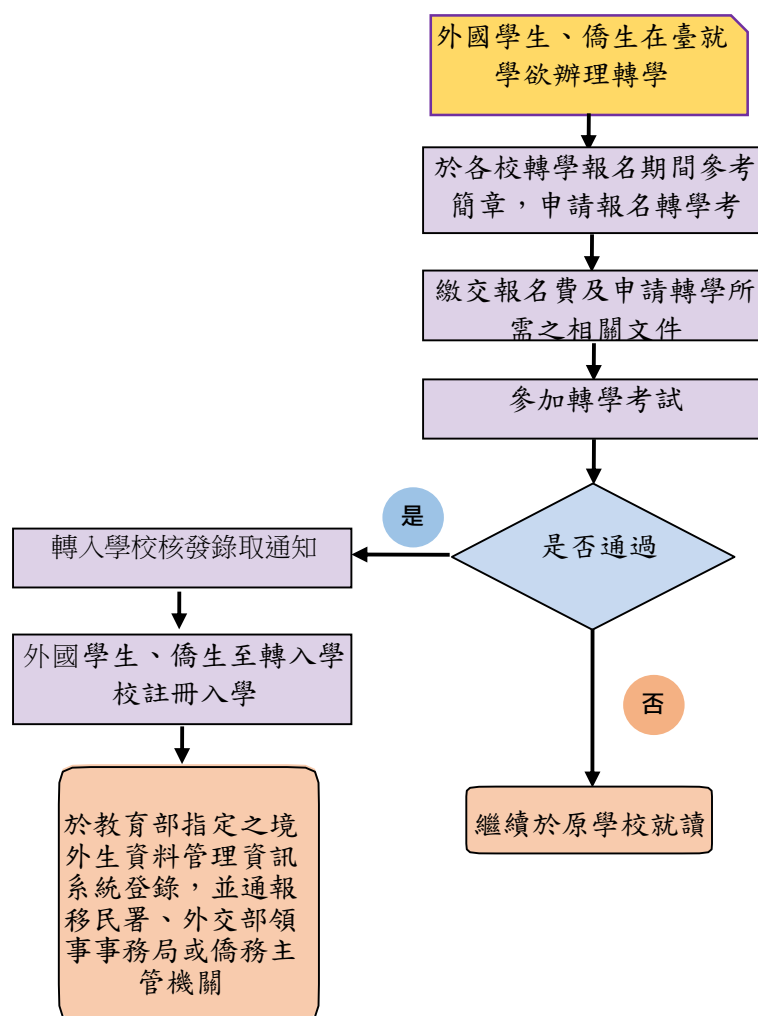 外國學生、僑生在臺就
學欲辦理轉學
於各校轉學報名期間參考
簡章，申請報名轉學考
繳交報名費及申請轉學所
需之相關文件
參加轉學考試
是否通過
是
轉入學校核發錄取通知
外國學生、僑生至轉入學
校註冊入學
於教育部指定之境
外生資料管理資訊
系統登錄，並通報
移民署、外交部領
事事務局或僑務主
管機關
否
繼續於原學校就讀